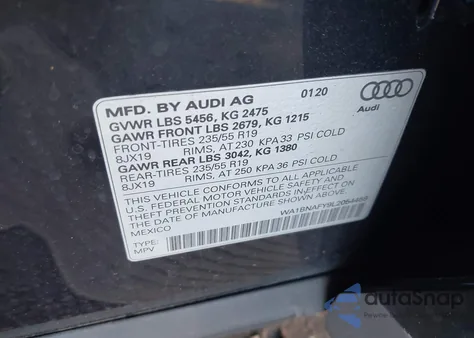 MFD. BY AUDI AG 0120
GVWR LBS 5456, KG 2475
GAWR FRONT LBS 2679, KG 1215
FRONT-TIRES 235/55 R19
8JX19 RIMS, AT 230 KPA 33 PSI COLD
GAWR REAR LBS 3042, KG 1380
REAR-TIRES 235/55 R19
8JX19 RIMS, AT 250 KPA 36 PSI COLD
THIS VEHICLE CONFORMS TO ALL APPLICABLE
U.S. FEDERAL MOTOR VEHICLE SAFETY, BUMPER,
AND THEFT PREVENTION STANDARDS IN EFFECT
ON THE DATE OF MANUFACTURE SHOWN ABOVE.
MEXICO
TYPE:
MPV
Audi
autoSnap